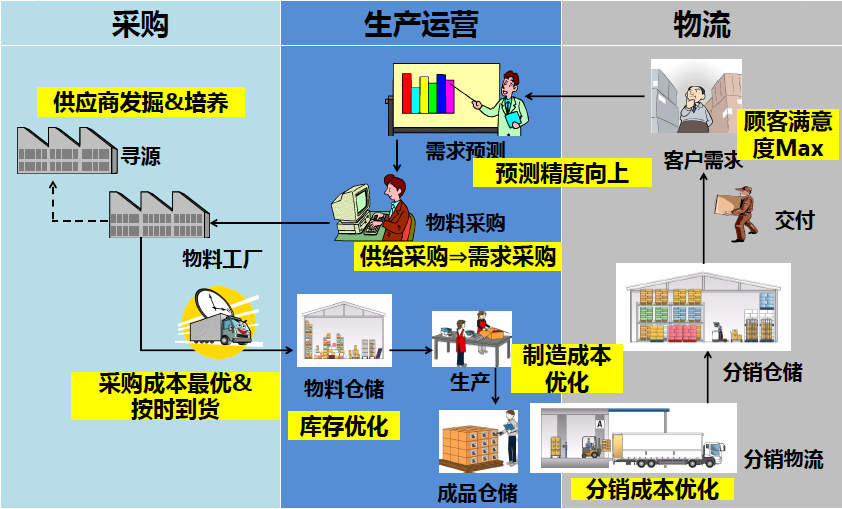 采购
生产运营
物流
供应商发掘&培养
寻源
物料工厂
采购成本最优&
按时到货
需求预测
预测精度向上
物料采购
供给采购⇒需求采购
物料仓储
库存优化
生产
制造成本
优化
成品仓储
顾客满意
度Max
客户需求
交付
分销仓储
A
分销物流
分销成本优化